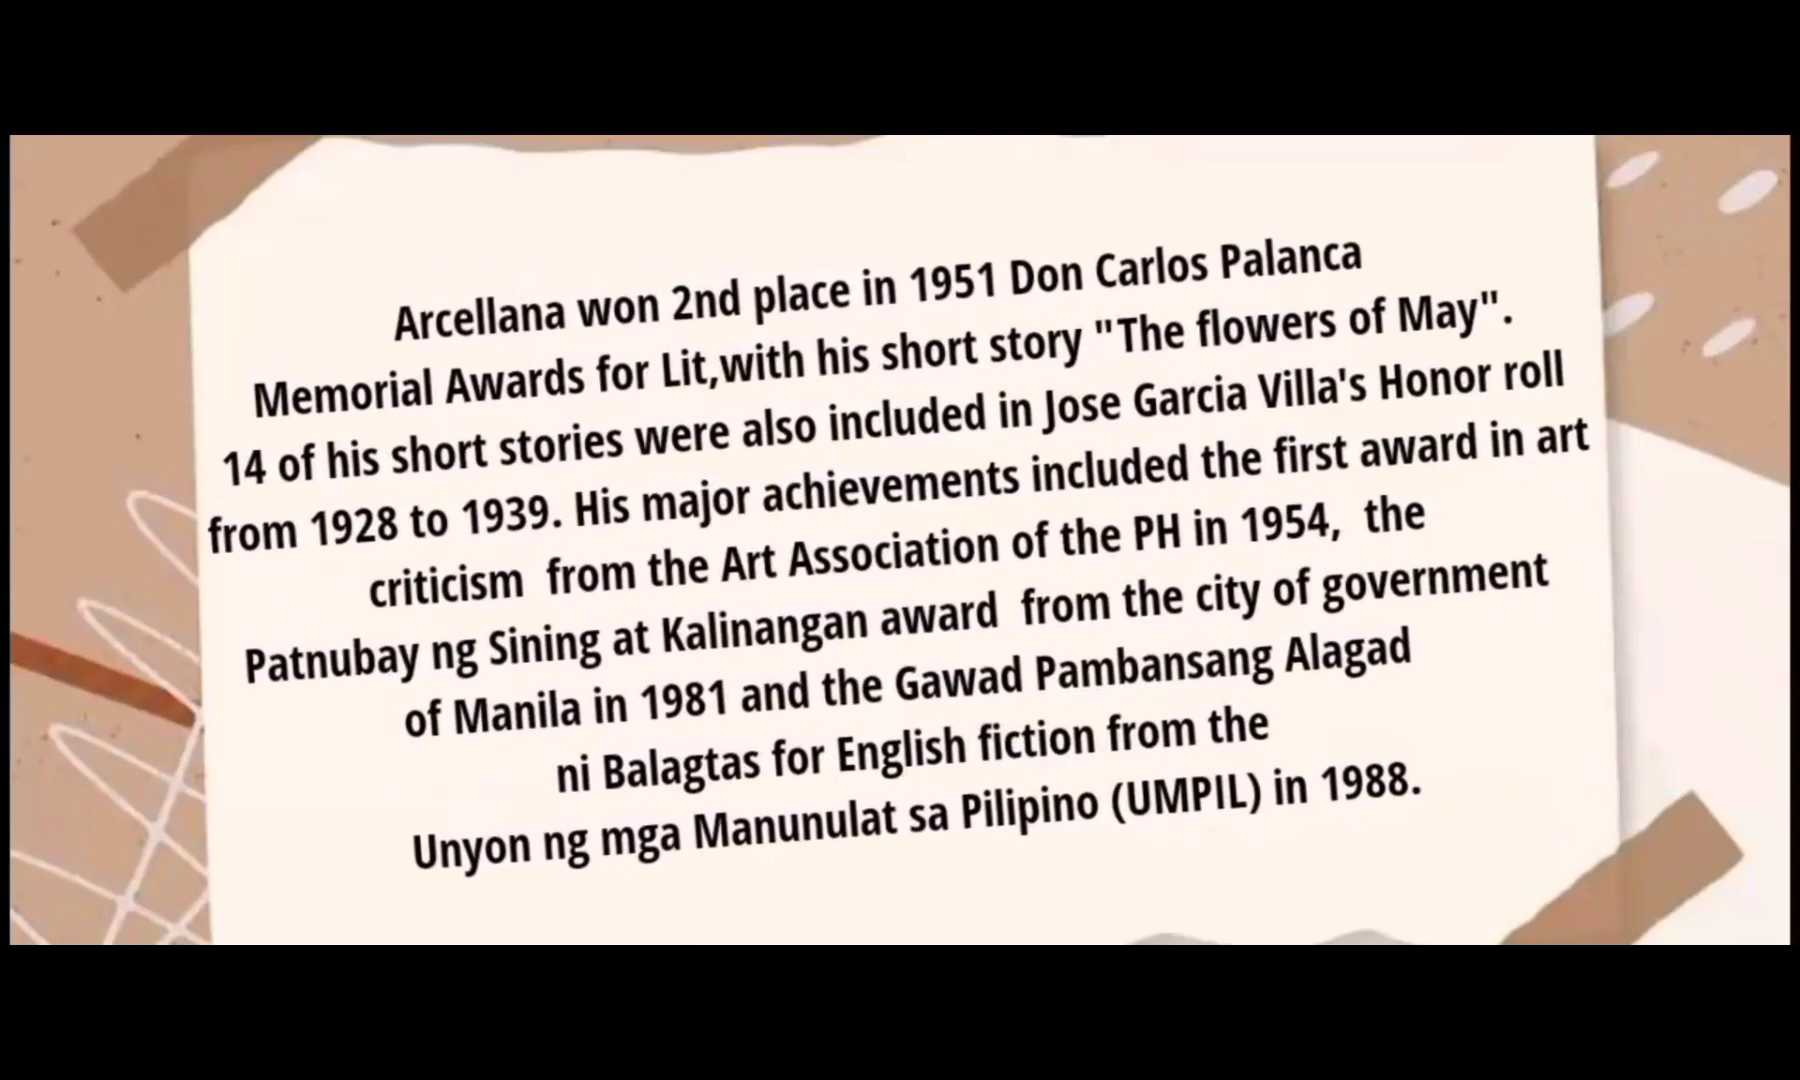 Arcellana won 2nd place in 1951 Don Carlos Palanca
Memorial Awards for Lit,with his short story "The flowers of May".
14 of his short stories were also included in Jose Garcia Villa's Honor roll
from 1928 to 1939. His major achievements included the first award in art
criticism  from the Art Association of the PH in 1954,  the
Patnubay ng Sining at Kalinangan award  from the city of government
of Manila in 1981 and the Gawad Pambansang Alagad
ni Balagtas for English fiction from the
Unyon ng mga Manunulat sa Pilipino (UMPIL) in 1988.